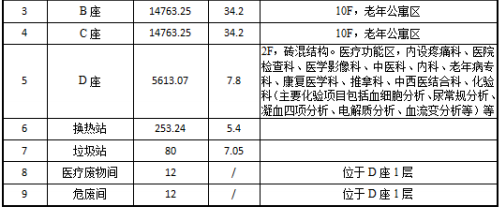 3 B 座 14763.25 34.2 10F，老年公寓区
4 C 座 14763.25 34.2 10F，老年公寓区
5 D 座 5613.07 7.8 2F，砖混结构。医疗功能区，内设疼痛科、医院
检查科、医学影像科、中医科、内科、老年病专
科、康复医学科、推拿科、中西医结合科、化验
科（主要化验项目包括血细胞分析、尿常规分析、
凝血四项分析、电解质分析、血流变分析等）等
6 换热站 253.24 5.4
7 垃圾站 80 7.05
8 医疗废物间 12 / 位于 D 座 1 层
9 危废间 12 / 位于 D 座 1 层